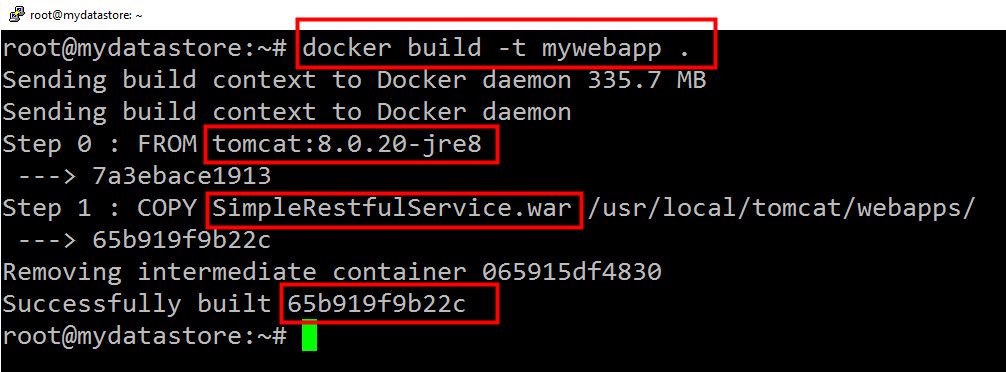 root@mydatastore: ~
root@mydatastore:~# docker build -t mywebapp .
Sending build context to Docker daemon 335.7 MB
Sending build context to Docker daemon
Step 0 : FROM tomcat:8.0.20-jre8
---> 7a3ebace1913
Step 1 : COPY SimpleRestfulService.war /usr/local/tomcat/webapps/
---> 65b919f9b22c
Removing intermediate container 065915df4830
Successfully built 65b919f9b22c
root@mydatastore:~#